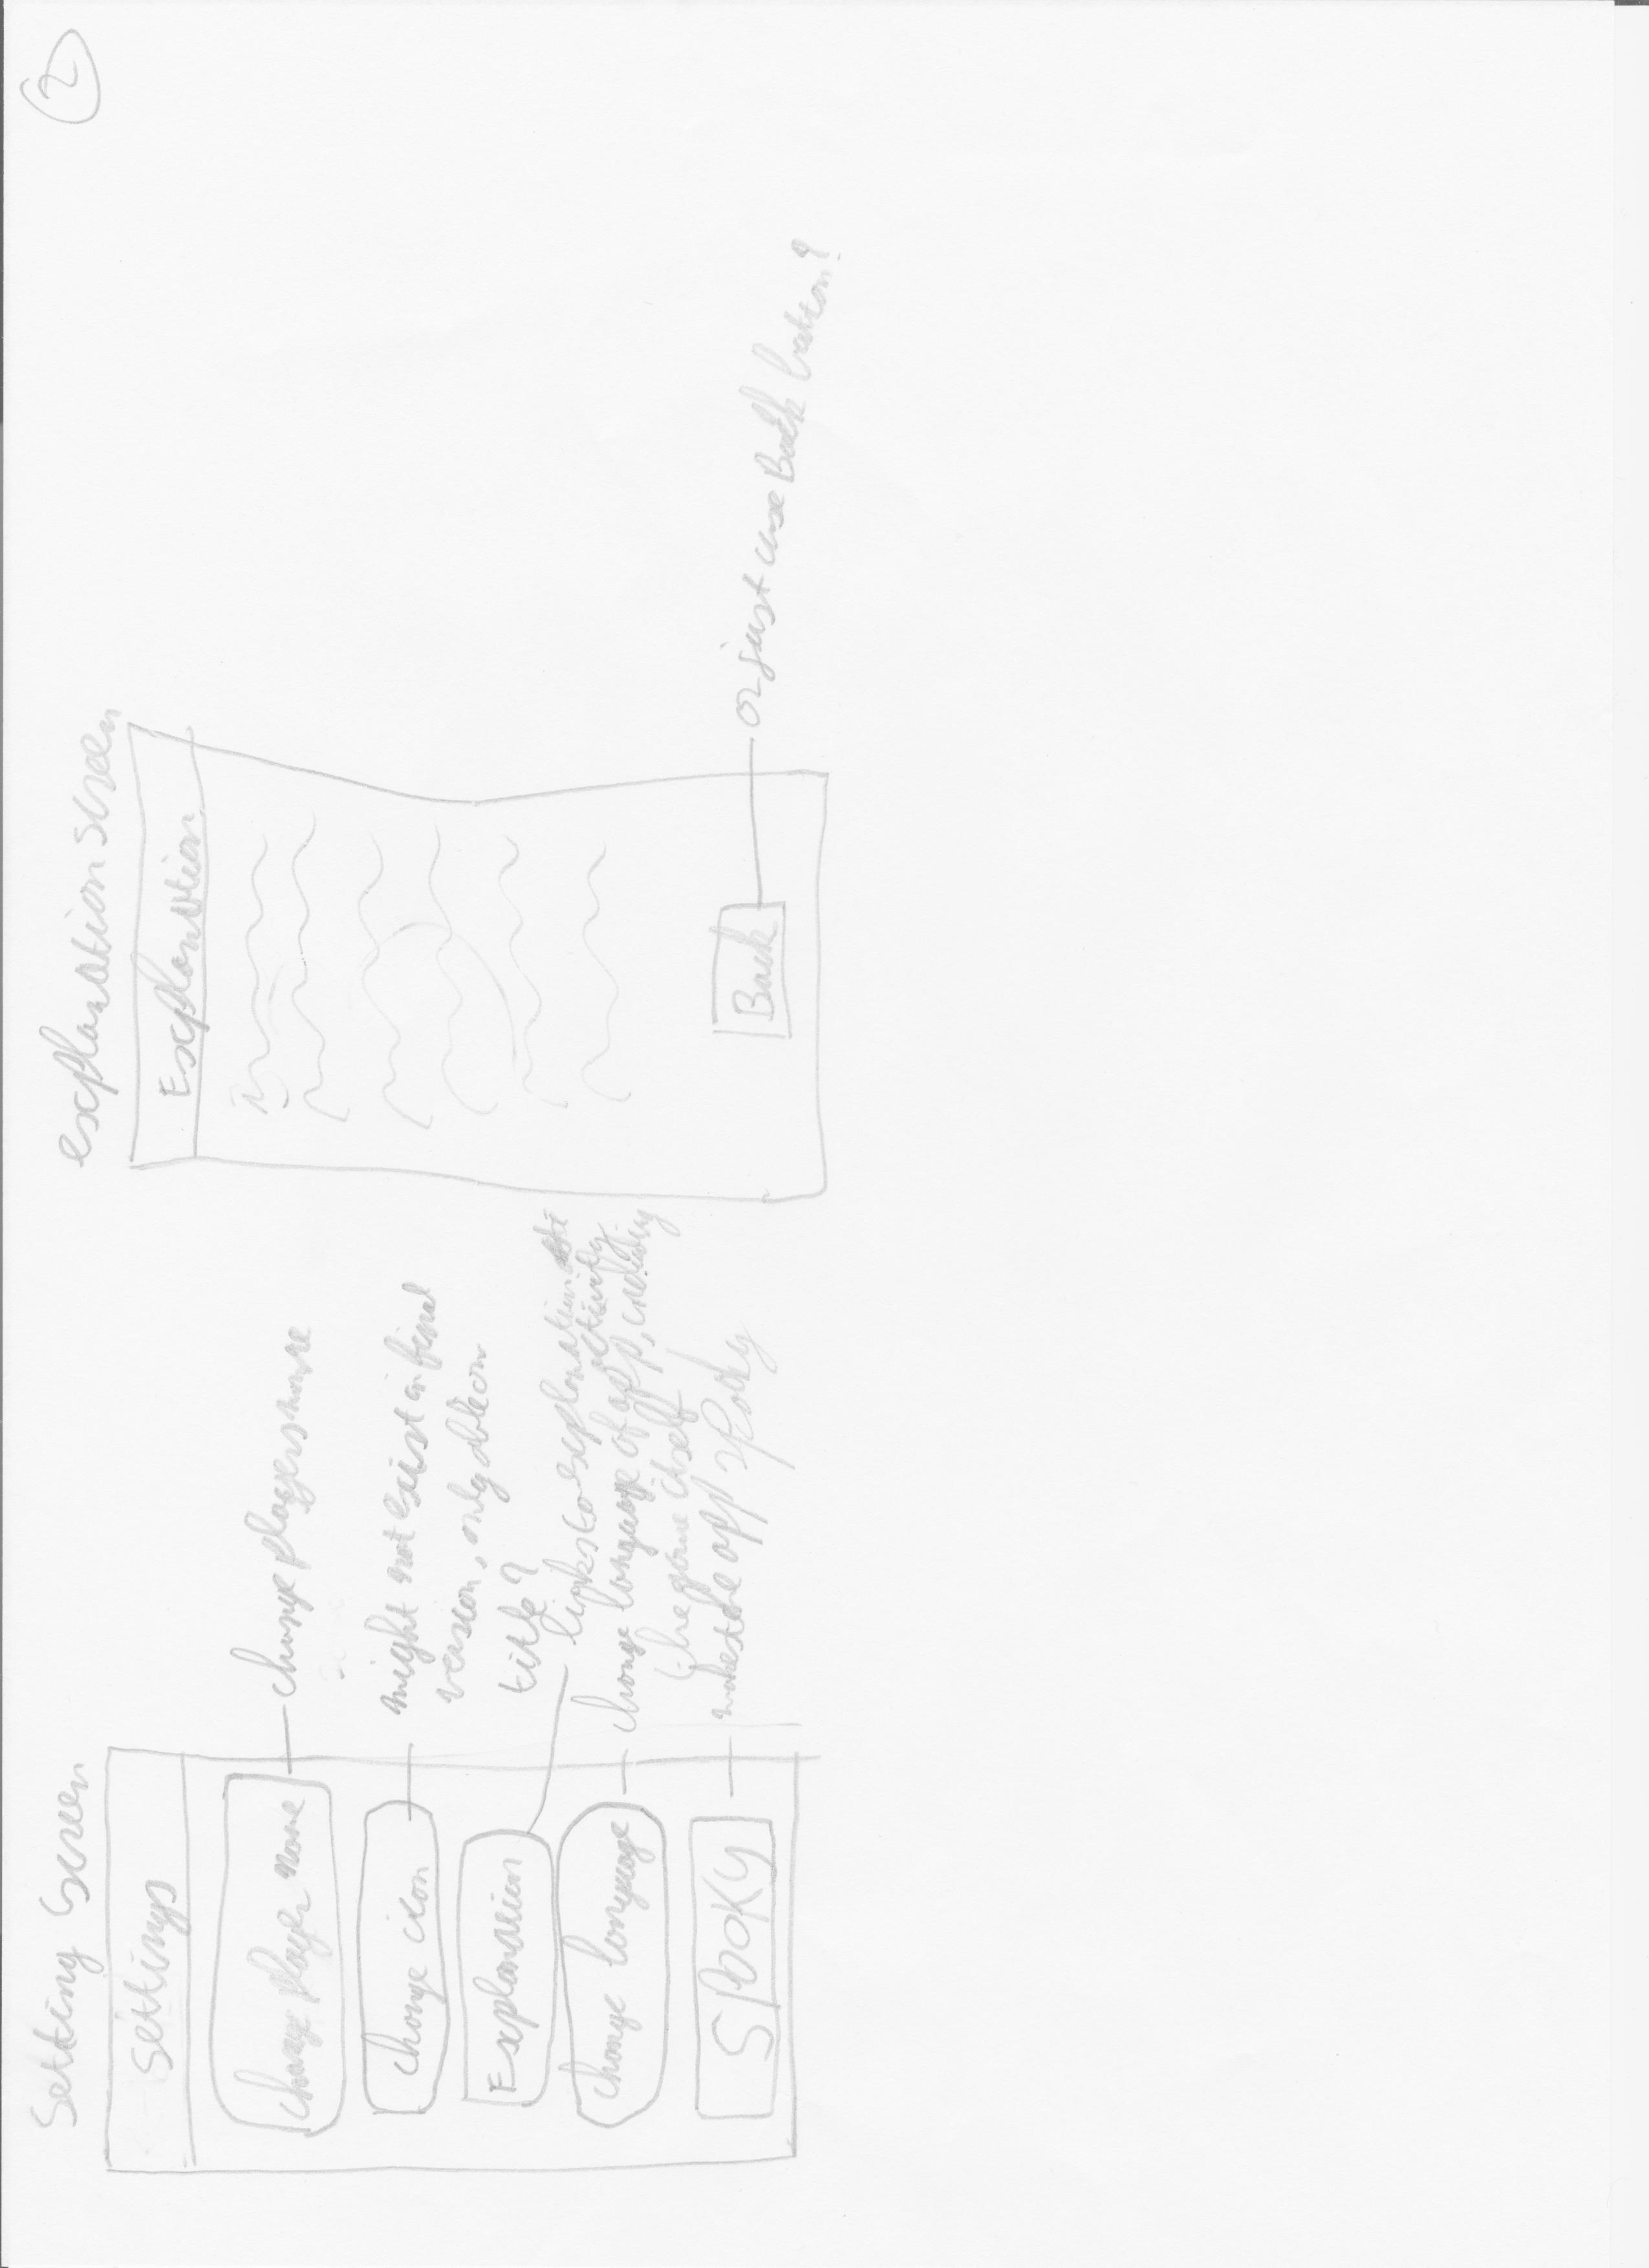 2
Setting Screen
Settings
change player name
change icon
Explanation
change language
SPOOKY
change players name
might not exist in final
version, only able on
title?
links to explanation
activity
change language of app, including
the game itself
makes the app spooky
explanation screen
Explanation
Back
or just use Back button?